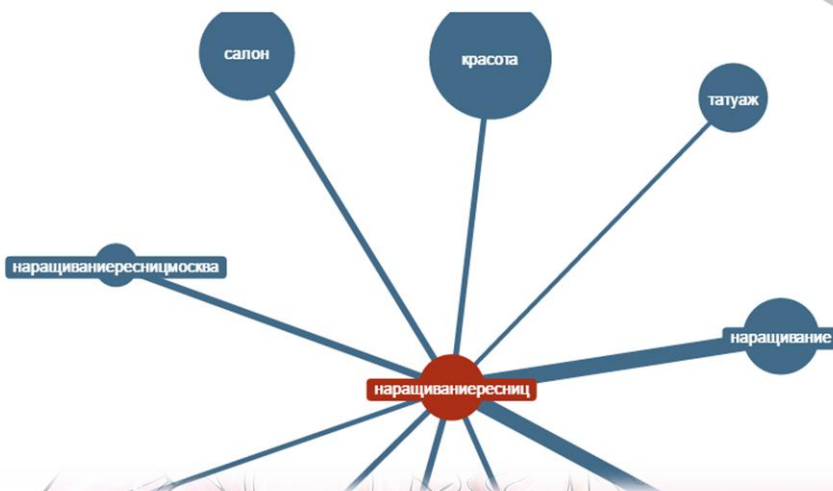 салон
красота
татуаж
наращиваниересницмосква
наращивание
наращиваниересниц